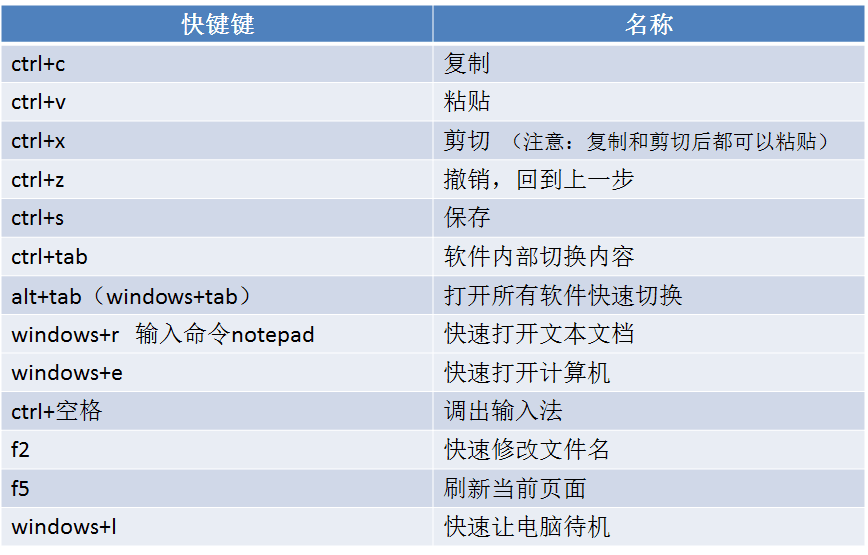 快键键 名称
ctrl+c 复制
ctrl+v 粘贴
ctrl+x 剪切 （注意：复制和剪切后都可以粘贴）
ctrl+z 撤销，回到上一步
ctrl+s 保存
ctrl+tab 软件内部切换内容
alt+tab（windows+tab） 打开所有软件快速切换
windows+r 输入命令notepad 快速打开文本文档
windows+e 快速打开计算机
ctrl+空格 调出输入法
f2 快速修改文件名
f5 刷新当前页面
windows+l 快速让电脑待机